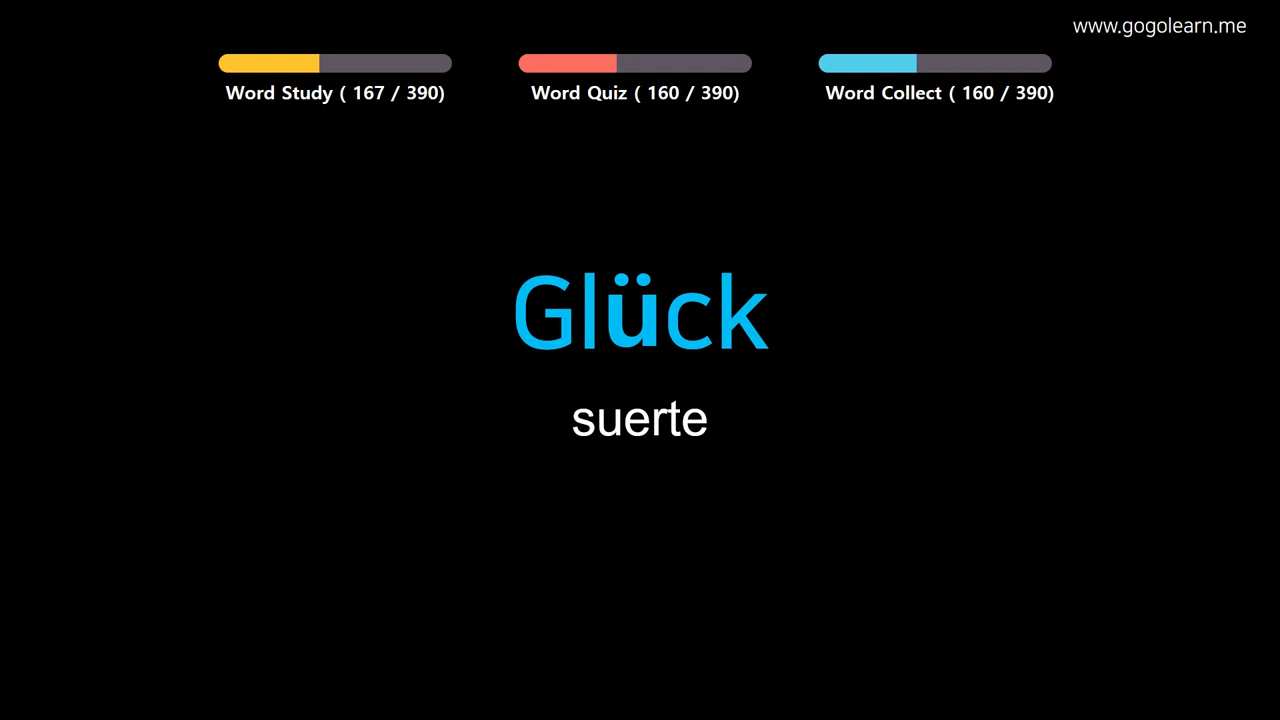 www.gogolearn.me
Word Study ( 167 / 390)
Word Quiz ( 160 / 390)
Word Collect ( 160 / 390)
Glück
suerte